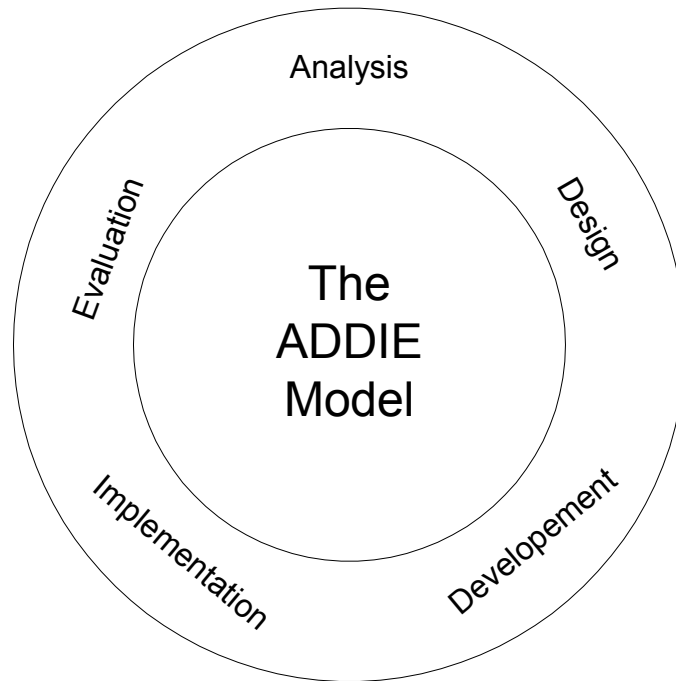 Analysis
Design
Developement
Implementation
Evaluation
The
ADDIE
Model